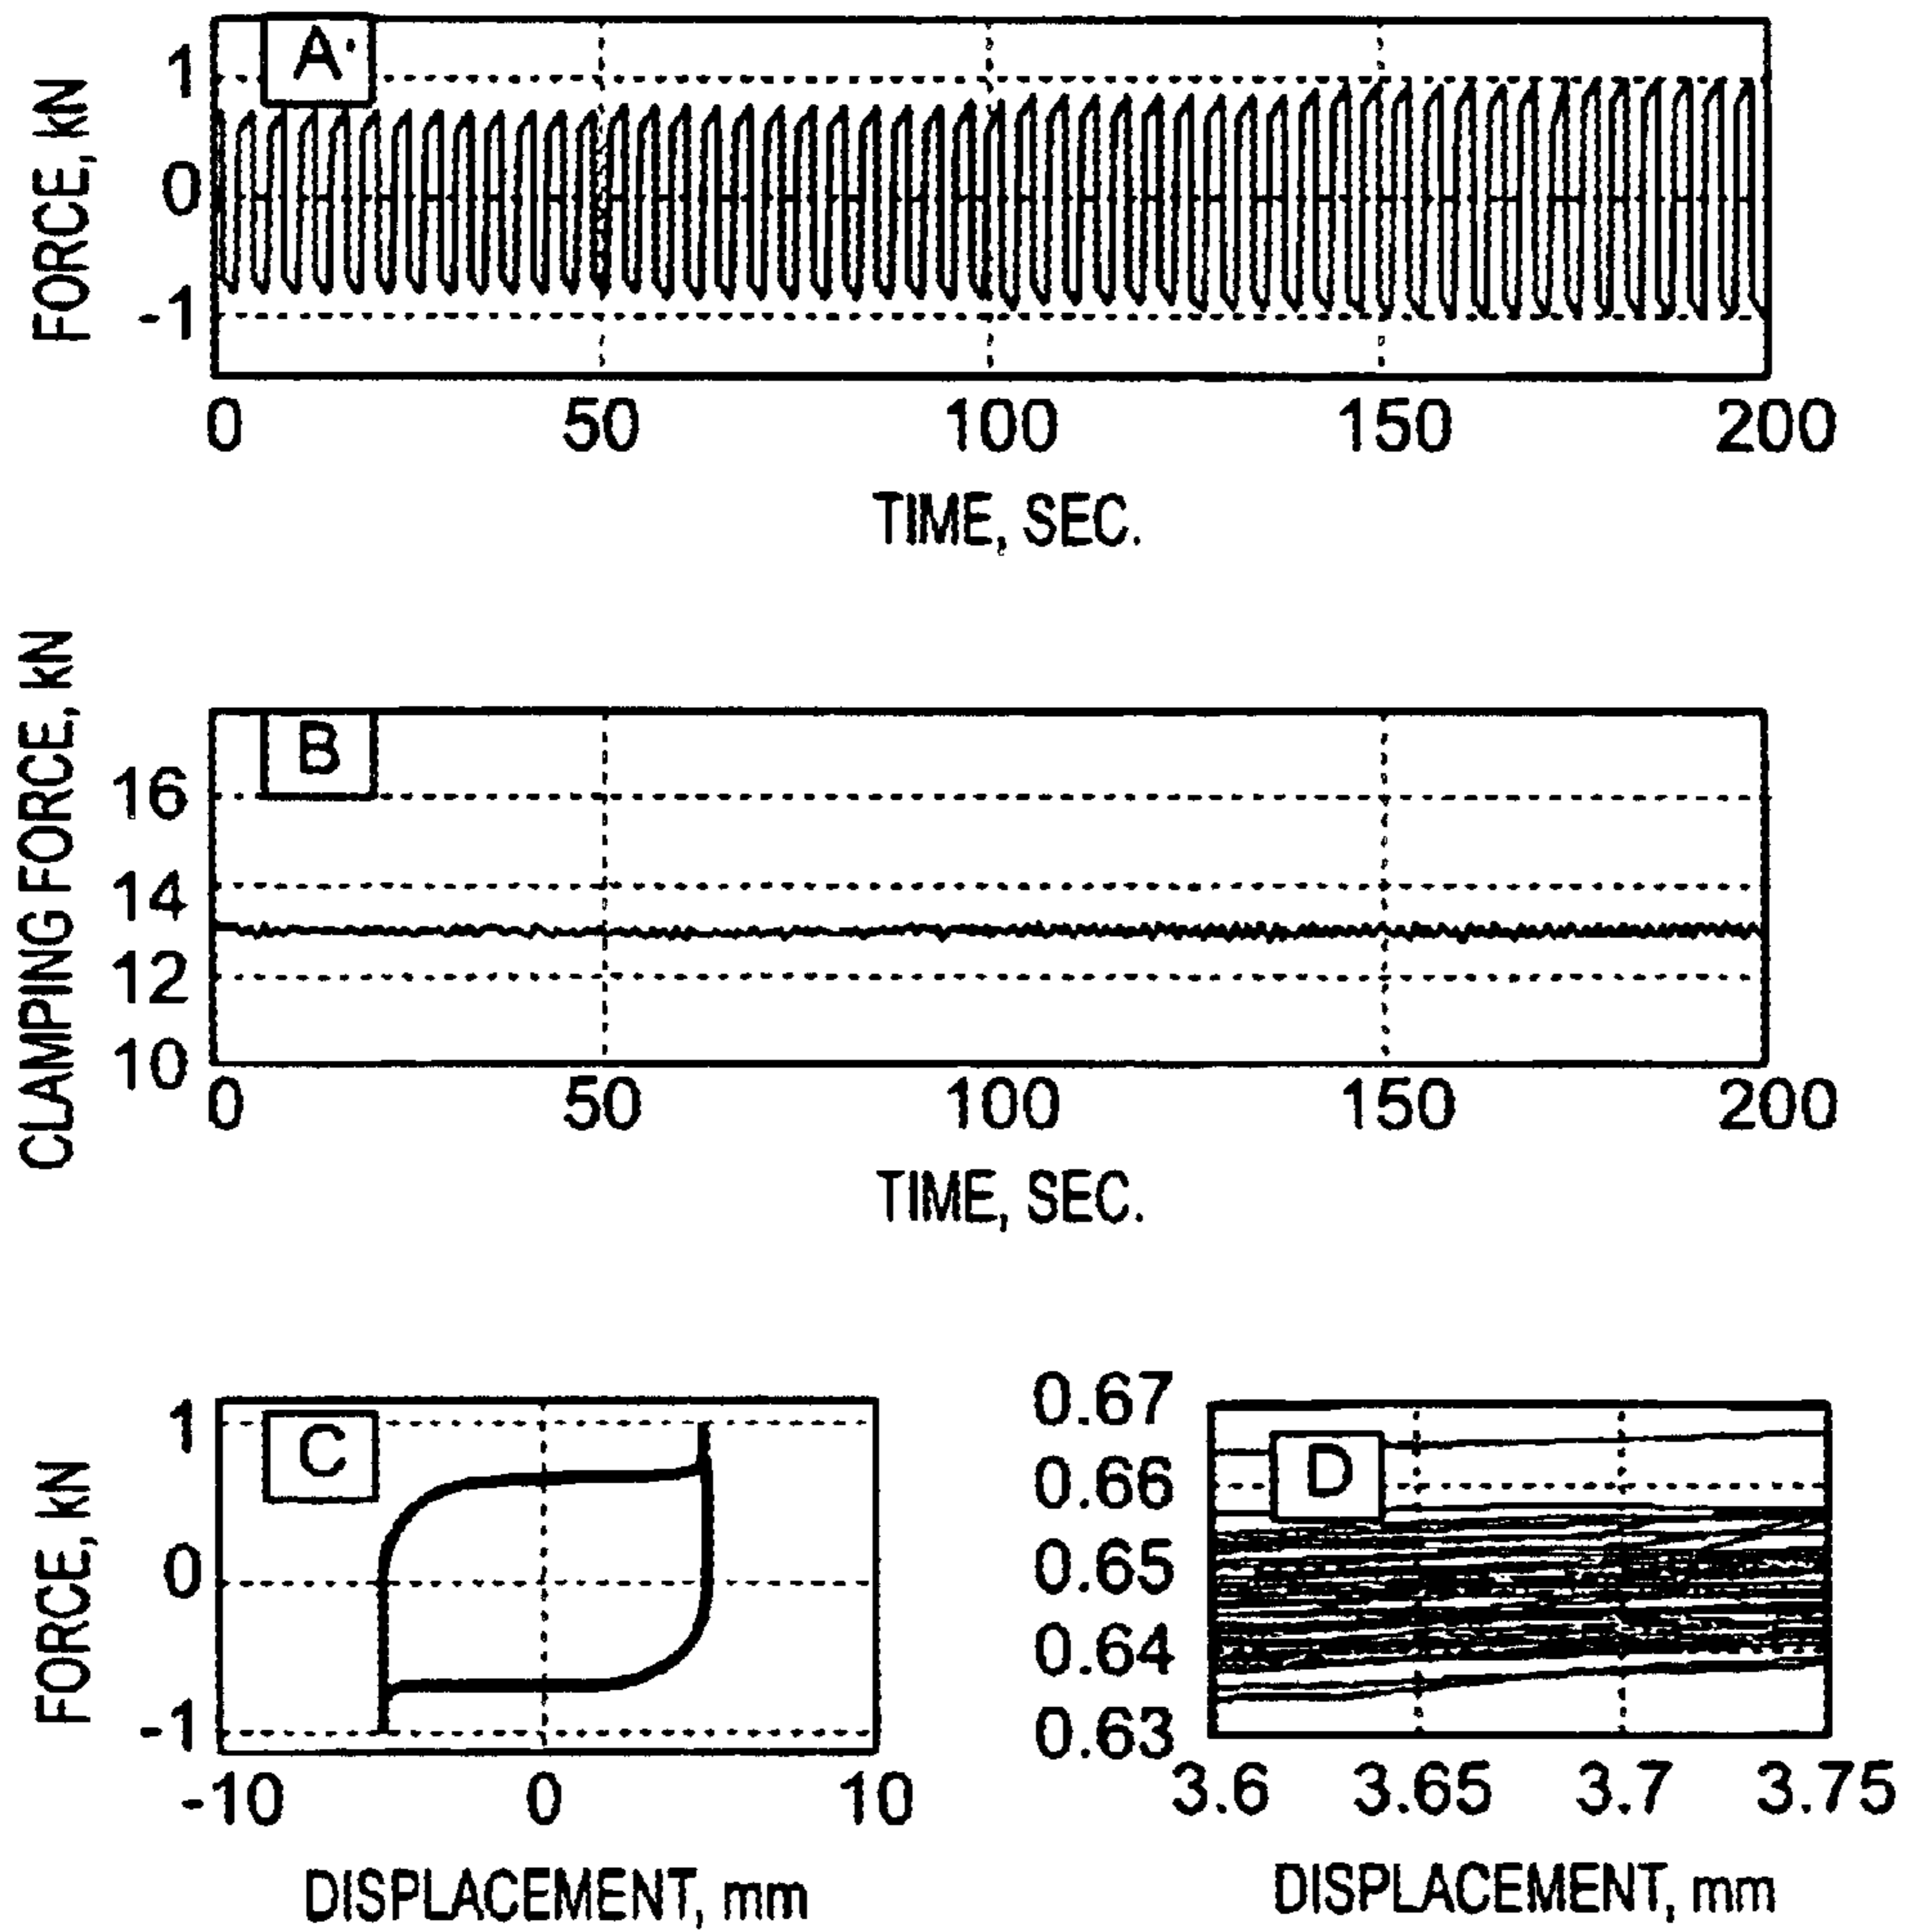 FORCE, kN
A
1
0
-1
0 50 100 150 200
TIME, SEC.
CLAMPING FORCE, kN
B
16
14
12
10
0 50 100 150 200
TIME, SEC.
FORCE, kN
C
1
0
-1
-10 0 10
DISPLACEMENT, mm
D
0.67
0.66
0.65
0.64
0.63
3.6 3.65 3.7 3.75
DISPLACEMENT, mm